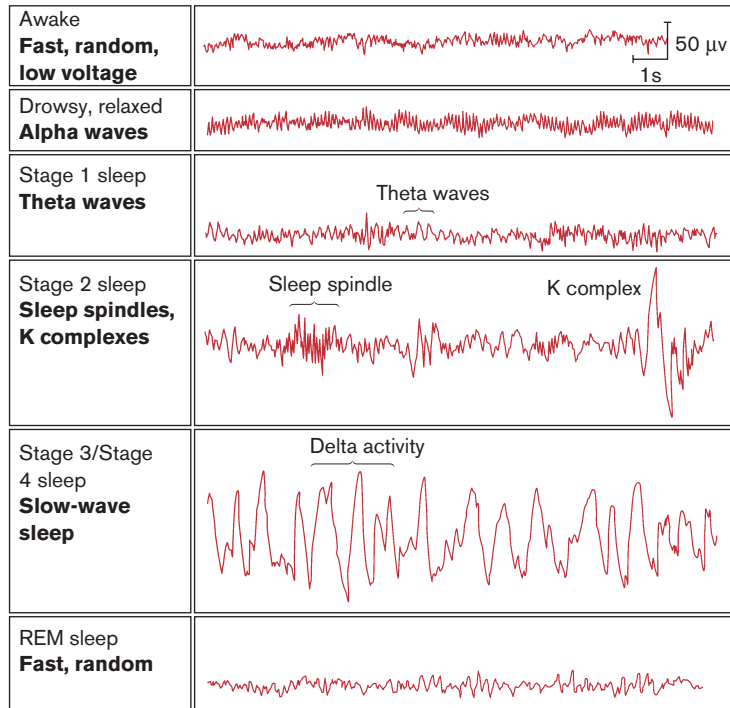 Awake
Fast, random,
low voltage
50 μv
1s
Drowsy, relaxed
Alpha waves
Stage 1 sleep
Theta waves
Theta waves
Stage 2 sleep
Sleep spindles,
K complexes
Sleep spindle
K complex
Stage 3/Stage
4 sleep
Slow-wave
sleep
Delta activity
REM sleep
Fast, random